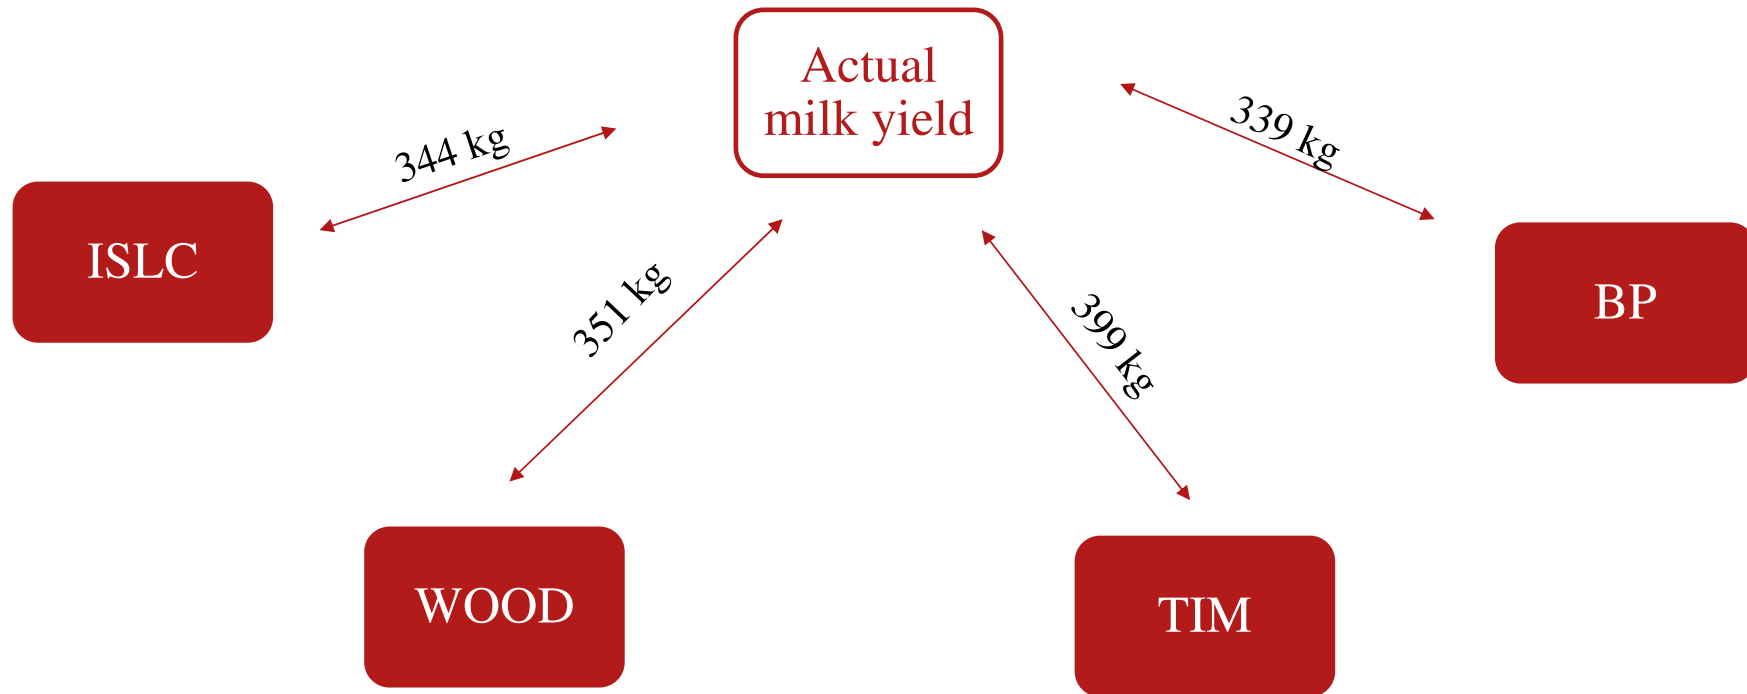 Actual
milk yield
344 kg
339 kg
ISLC
BP
351 kg
399 kg
WOOD
TIM